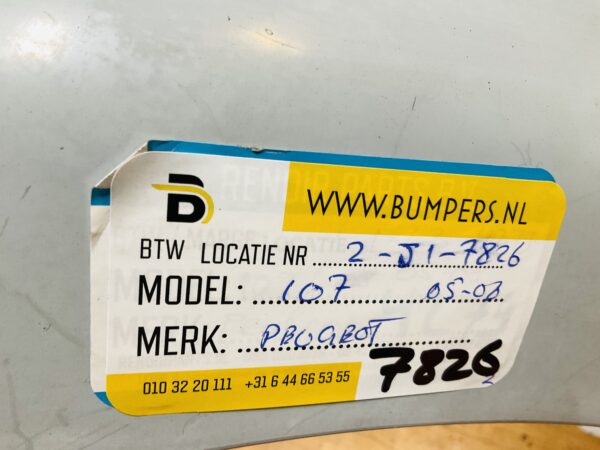 B WWW.BUMPERS.NL
BTW LOCATIE NR 2-J1-7826
MODEL: 107 05-08
MERK: PEUGEOT
7826
010 32 20 111 +31 6 44 66 53 55